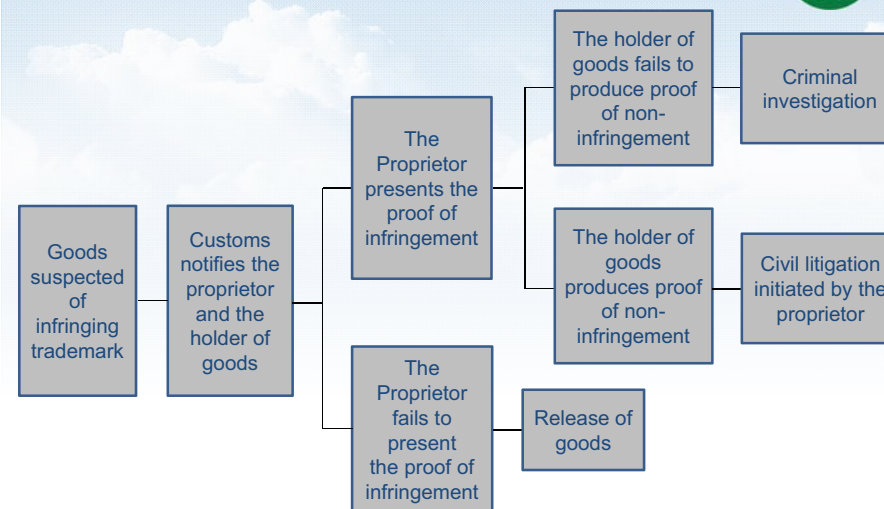 Goods
suspected
of
infringing
trademark
Customs
notifies the
proprietor
and the
holder of
goods
The
Proprietor
presents the
proof of
infringement
The holder of
goods fails to
produce proof
of non-
infringement
Criminal
investigation
The holder of
goods
produces proof
of non-
infringement
Civil litigation
initiated by the
proprietor
The
Proprietor
fails to
present
the proof of
infringement
Release of
goods